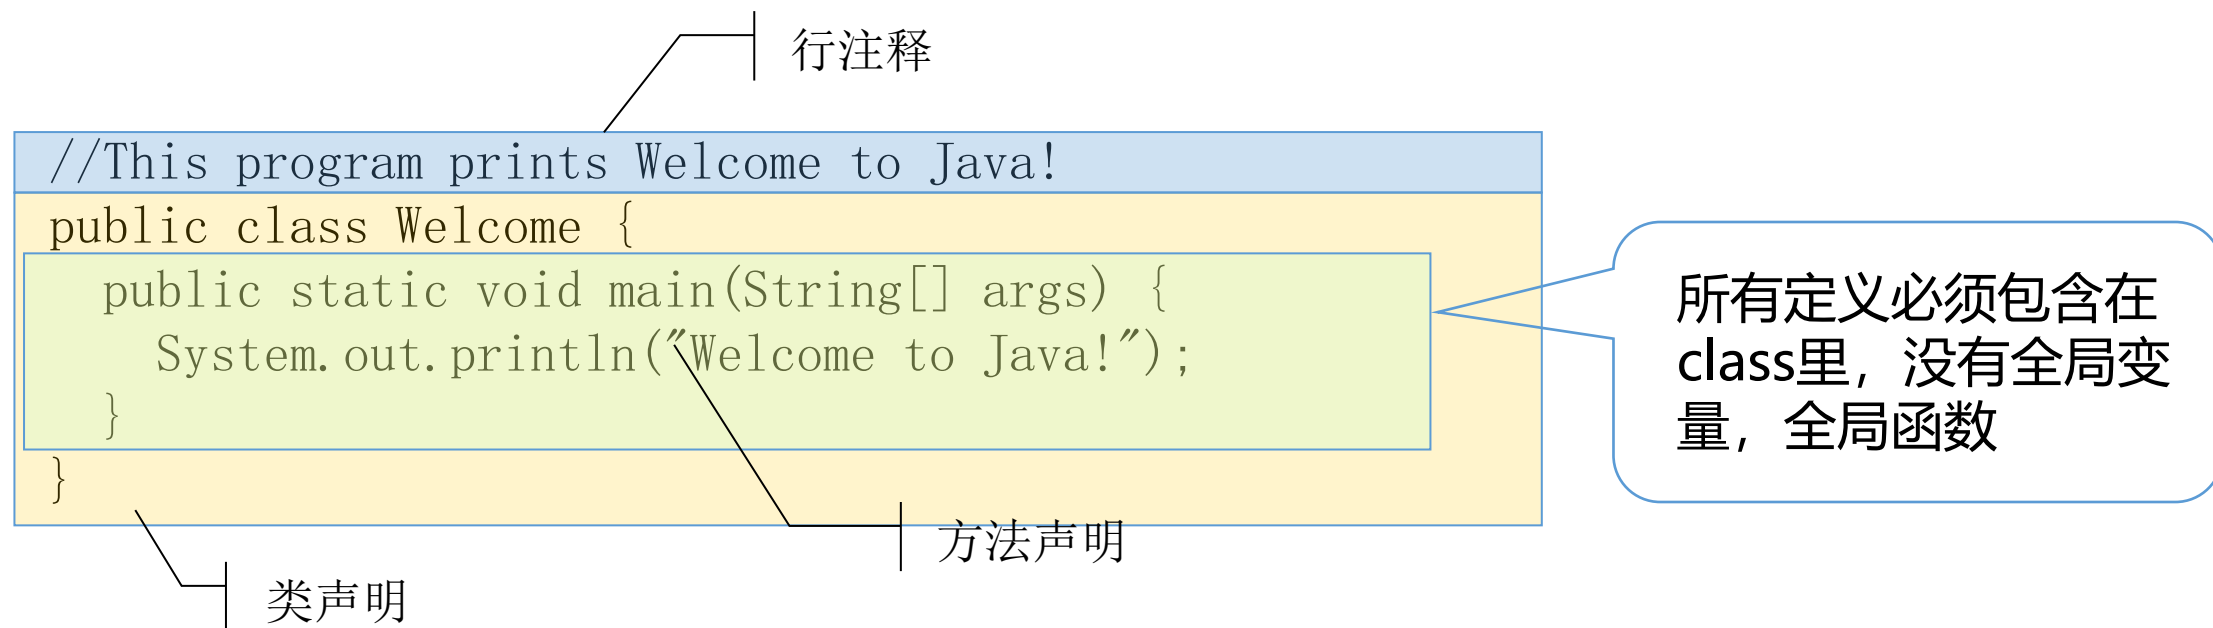 行注释
//This program prints Welcome to Java!
public class Welcome {
public static void main(String[] args) {
System.out.println("Welcome to Java!");
}
}
所有定义必须包含在
class里，没有全局变
量，全局函数
方法声明
类声明